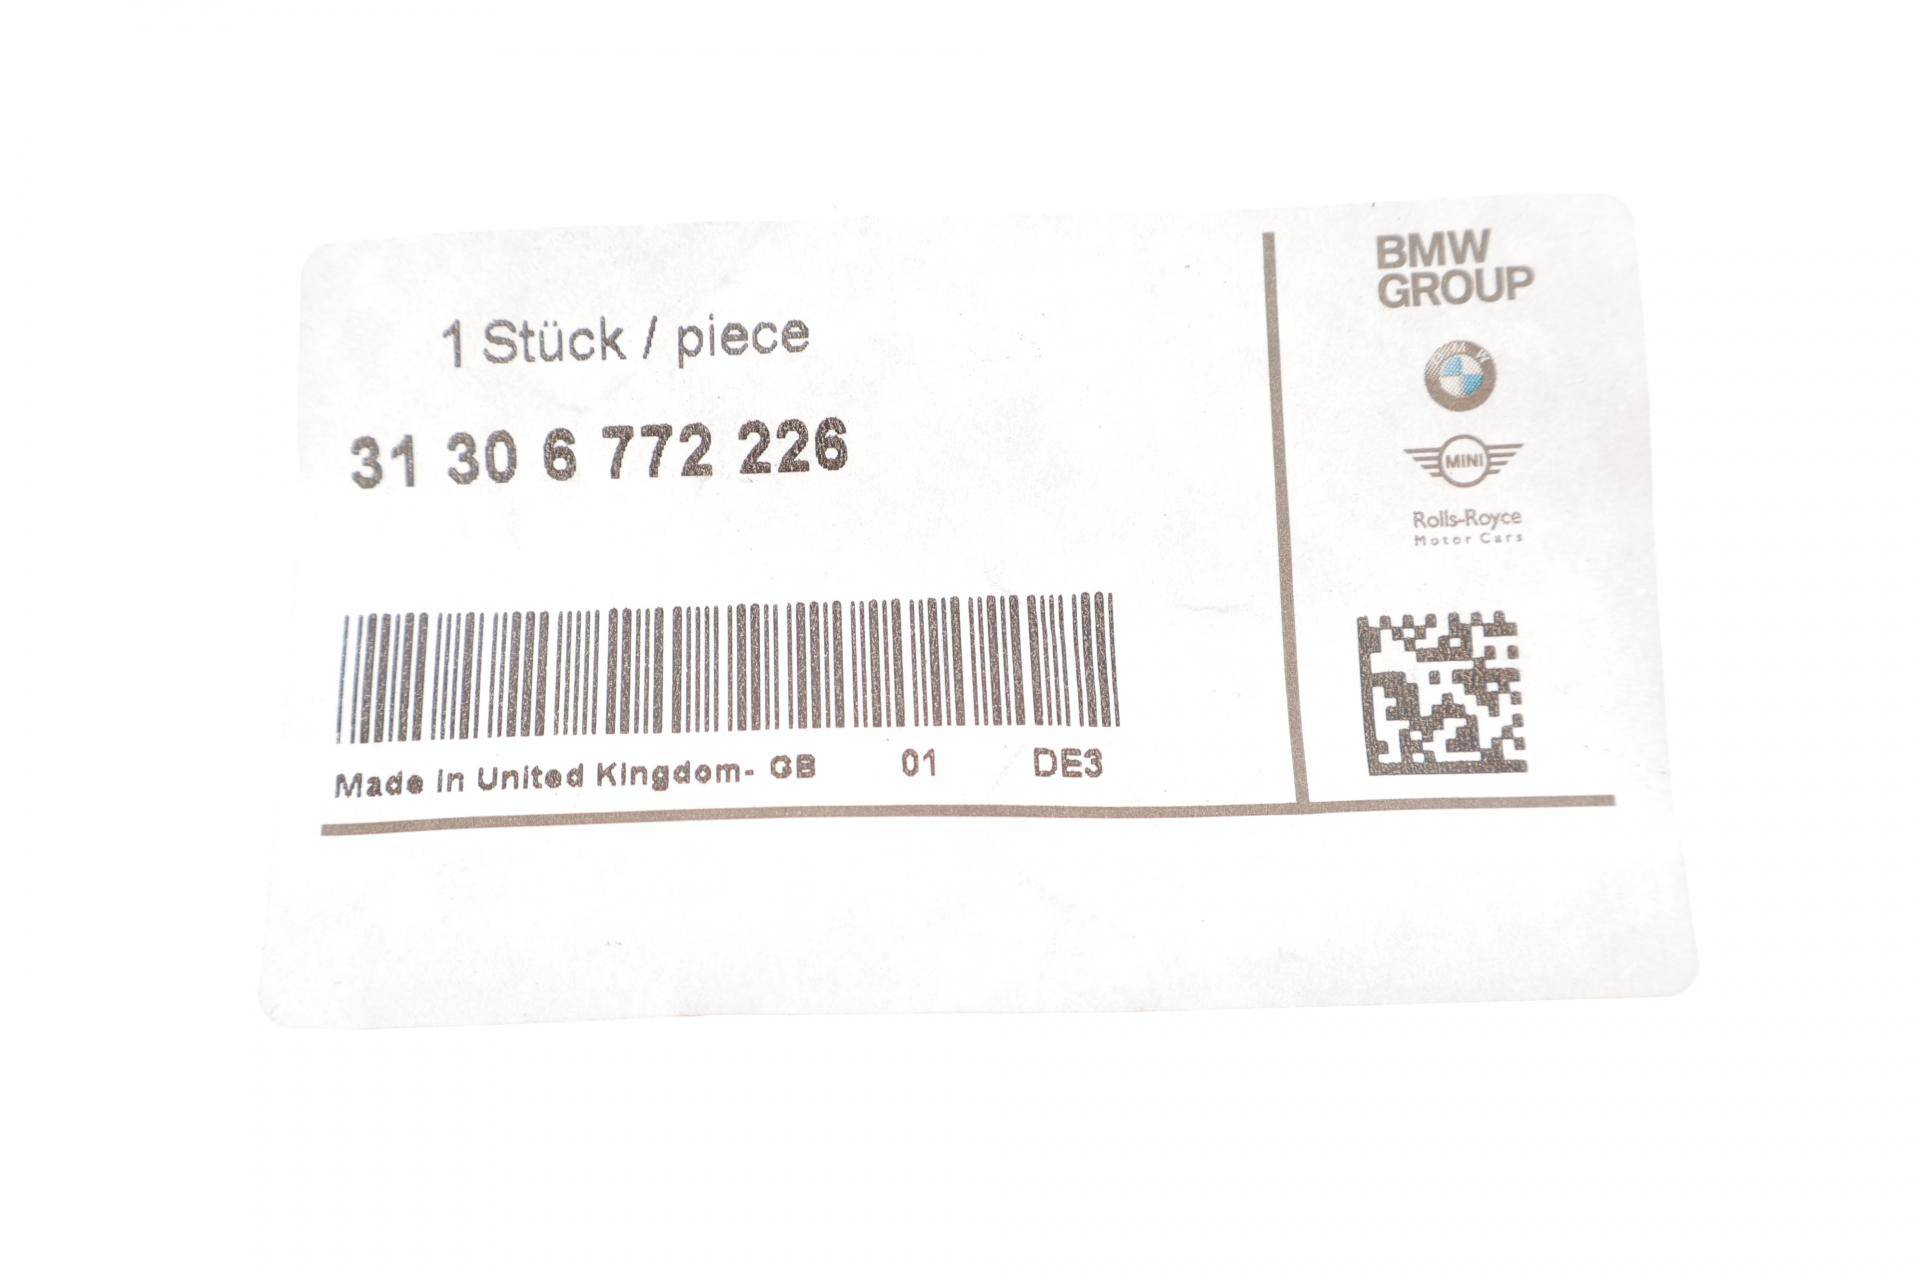 1 Stück / piece
31 30 6 772 226
Made in United Kingdom- GB 01 DE3
BMW
GROUP
BMW
MINI
Rolls-Royce
Motor Cars